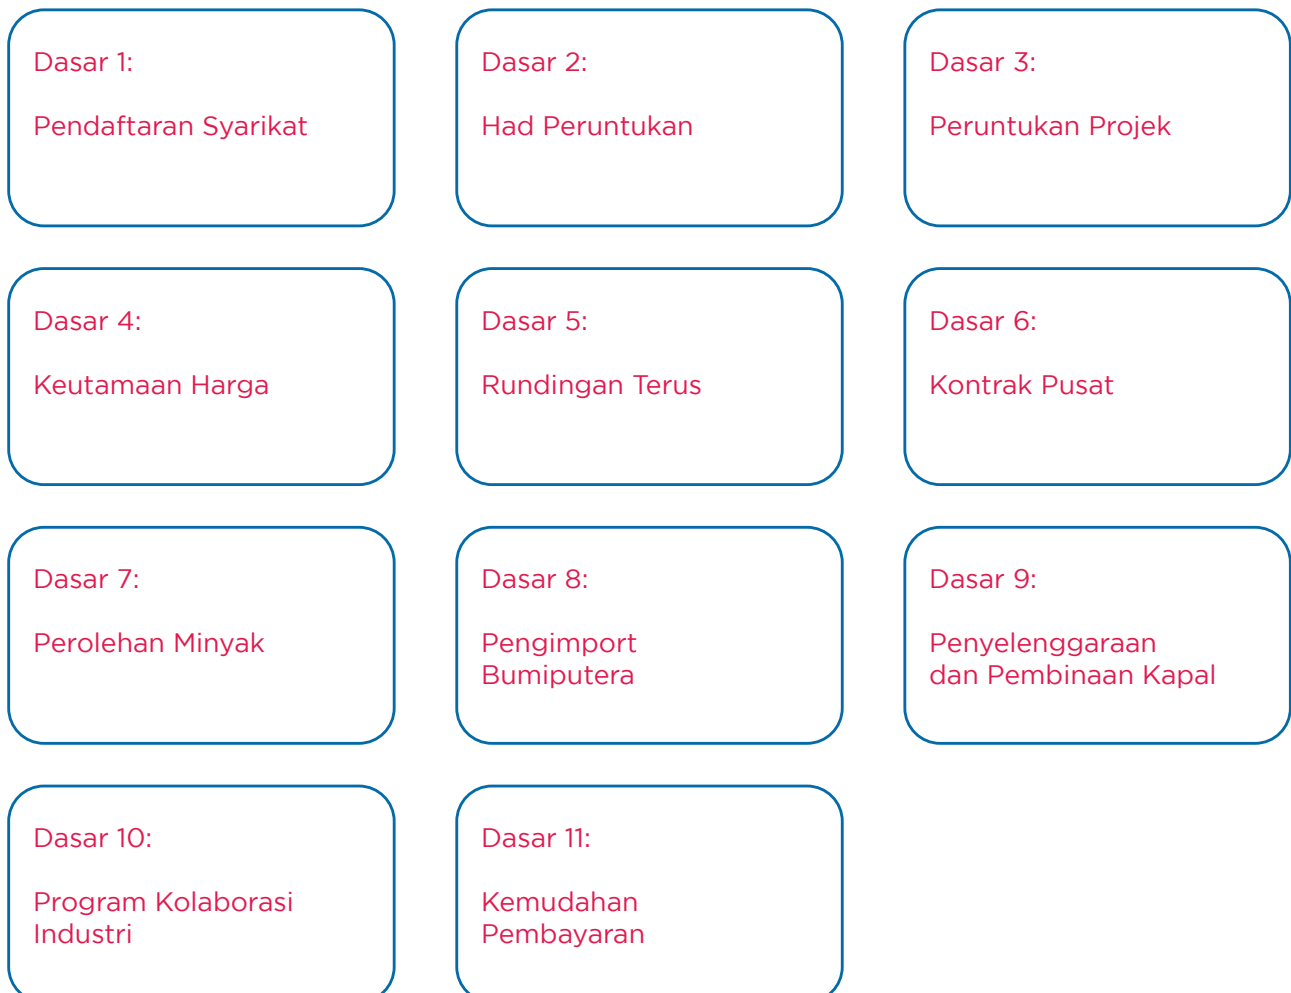 Dasar 1:
Pendaftaran Syarikat
Dasar 2:
Had Peruntukan
Dasar 3:
Peruntukan Projek
Dasar 4:
Keutamaan Harga
Dasar 5:
Rundingan Terus
Dasar 6:
Kontrak Pusat
Dasar 7:
Perolehan Minyak
Dasar 8:
Pengimport
Bumiputera
Dasar 9:
Penyelenggaraan
dan Pembinaan Kapal
Dasar 10:
Program Kolaborasi
Industri
Dasar 11:
Kemudahan
Pembayaran